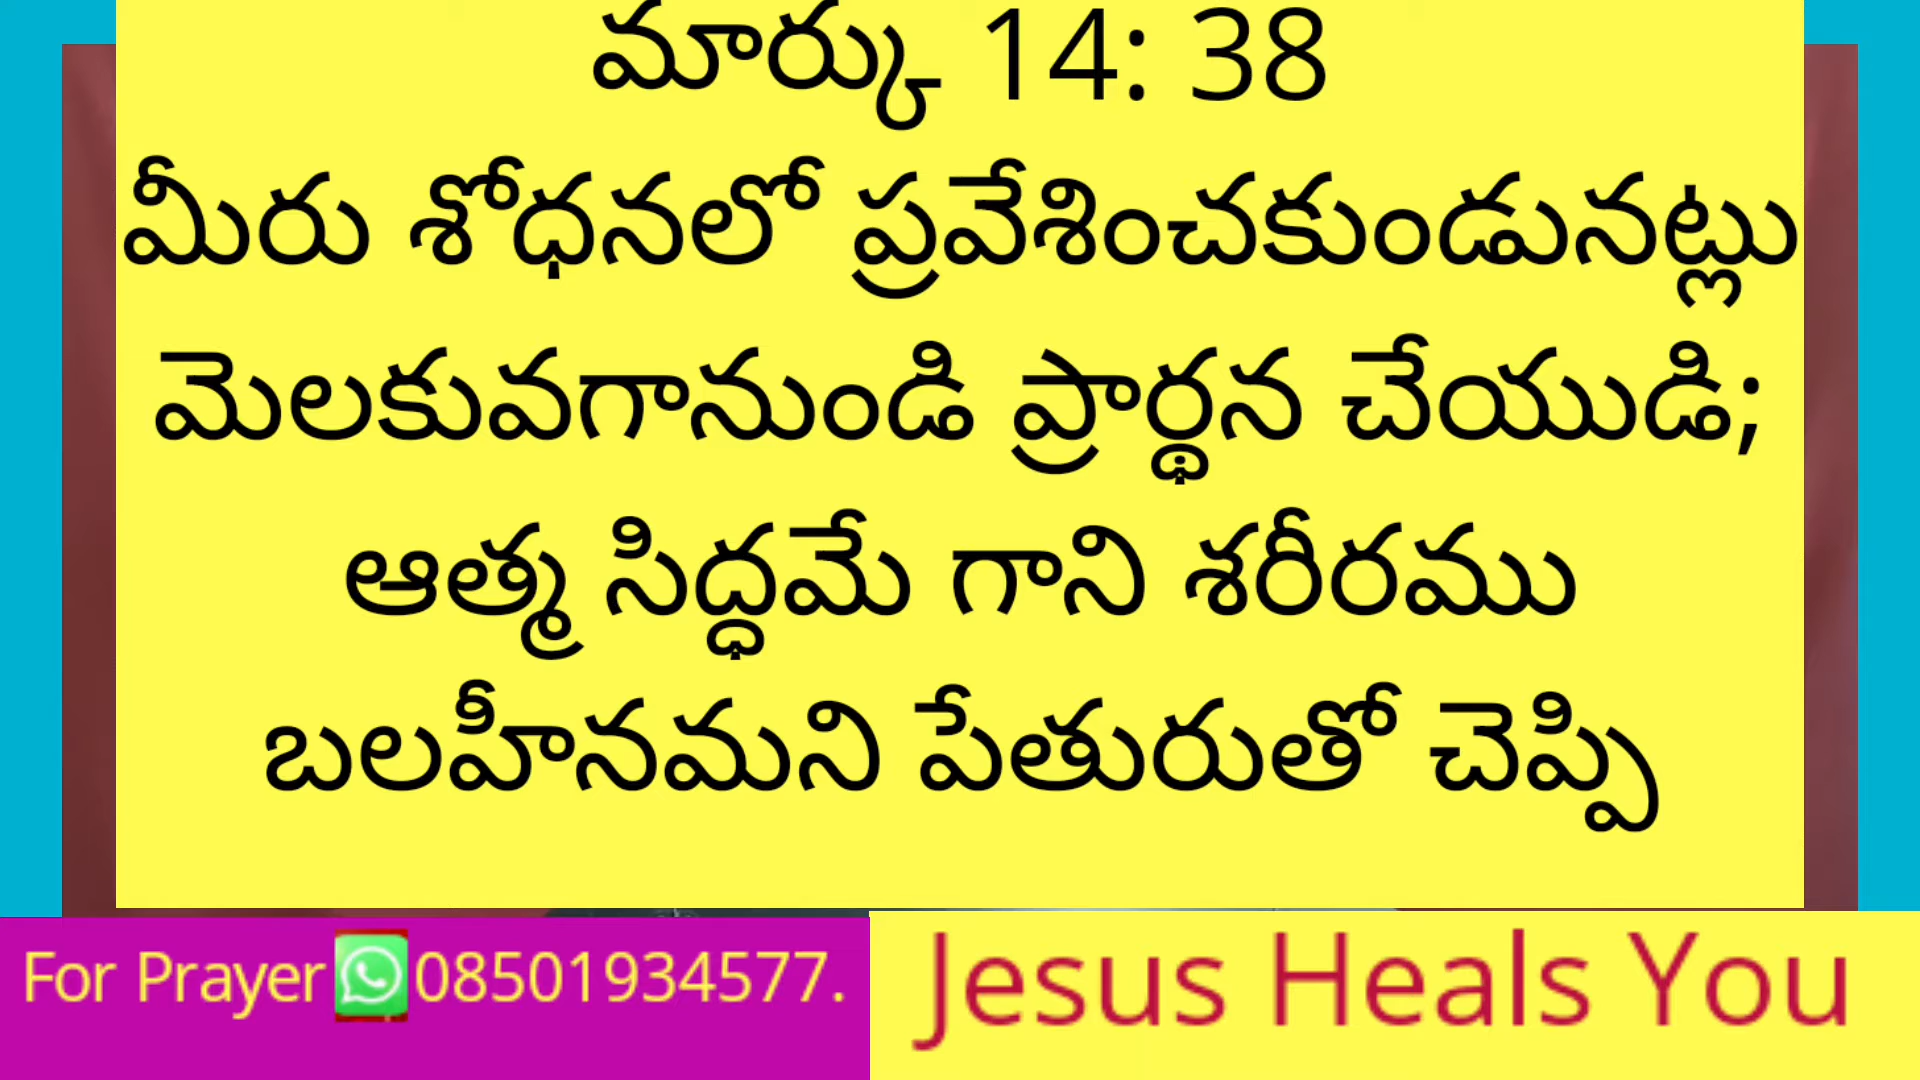 మార్కు 14: 38
మీరు శోధనలో ప్రవేశించకుండునట్లు
మెలకువగానుండి ప్రార్థన చేయుడి;
ఆత్మ సిద్ధమే గాని శరీరము
బలహీనమని పేతురుతో చెప్పి
For Prayer 08501934577.
Jesus Heals You